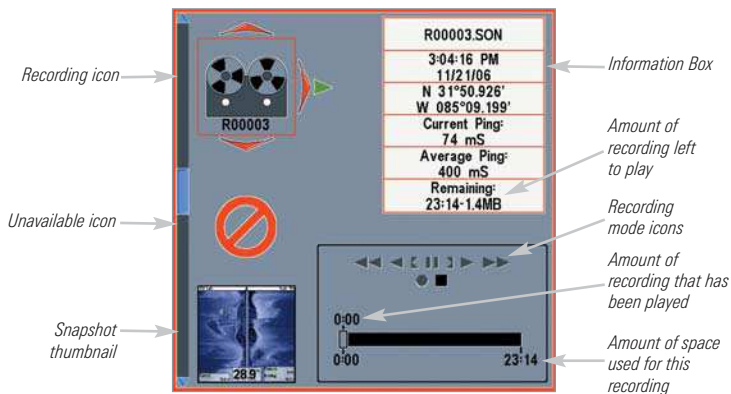 Recording icon
Unavailable icon
Snapshot
thumbnail
R00003
28.9
R00003.SON
3:04:16 PM
11/21/06
N 31°50.926'
W 085°09.199'
Current Ping:
74 mS
Average Ping:
400 mS
Remaining:
23:14-1.4MB
0:00
0:00
23:14
Information Box
Amount of
recording left
to play
Recording
mode icons
Amount of
recording that has
been played
Amount of space
used for this
recording